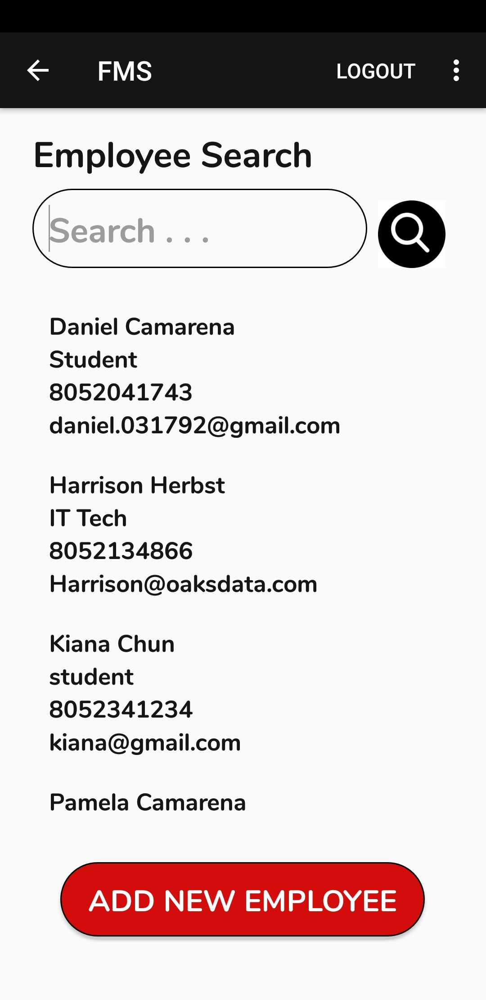 FMS
LOGOUT
Employee Search
Search . . .
Daniel Camarena
Student
8052041743
daniel.031792@gmail.com
Harrison Herbst
IT Tech
8052134866
Harrison@oaksdata.com
Kiana Chun
student
8052341234
kiana@gmail.com
Pamela Camarena
ADD NEW EMPLOYEE